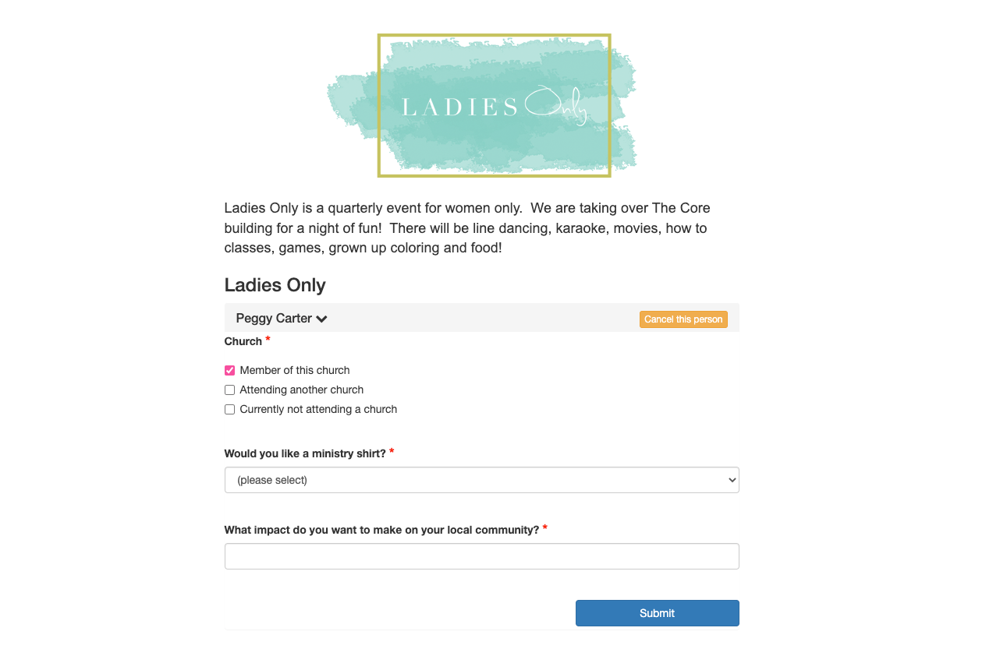 LADIES Only
Ladies Only is a quarterly event for women only.  We are taking over The Core
building for a night of fun!  There will be line dancing, karaoke, movies, how to
classes, games, grown up coloring and food!
Ladies Only
Peggy Carter
Cancel this person
Church *
Member of this church
Attending another church
Currently not attending a church
Would you like a ministry shirt? *
(please select)
What impact do you want to make on your local community? *
Submit